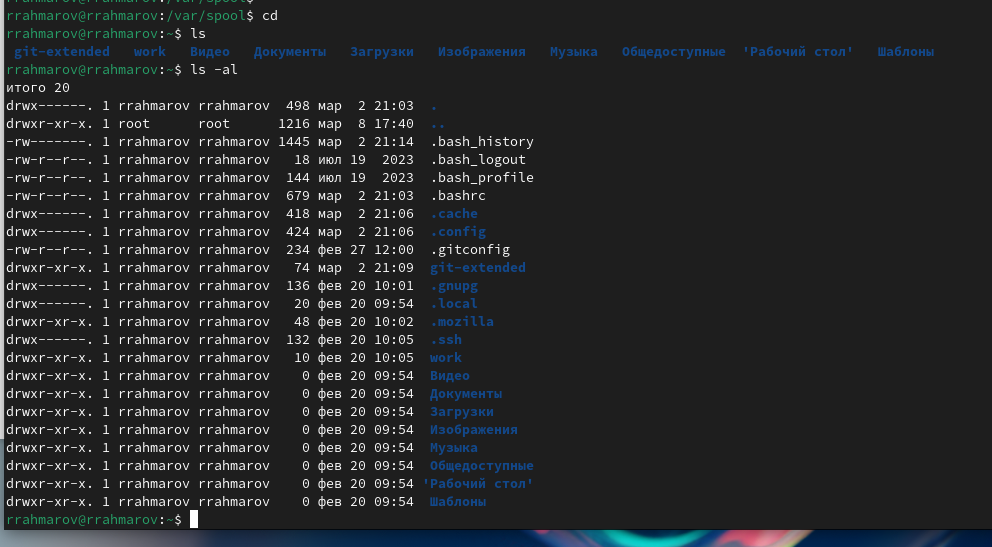 rrahmarov@rrahmarov:/var/spool$
rrahmarov@rrahmarov:/var/spool$ cd
rrahmarov@rrahmarov:~$ ls
git-extended work Видео Документы Загрузки Изображения Музыка Общедоступные 'Рабочий стол' Шаблоны
rrahmarov@rrahmarov:~$ ls -al
итого 20
drwx------. 1 rrahmarov rrahmarov 498 мар 2 21:03 .
drwxr-xr-x. 1 root root 1216 мар 8 17:40 ..
-rw-------. 1 rrahmarov rrahmarov 1445 мар 2 21:14 .bash_history
-rw-r--r--. 1 rrahmarov rrahmarov 18 июл 19 2023 .bash_logout
-rw-r--r--. 1 rrahmarov rrahmarov 144 июл 19 2023 .bash_profile
-rw-r--r--. 1 rrahmarov rrahmarov 679 мар 2 21:03 .bashrc
drwx------. 1 rrahmarov rrahmarov 418 мар 2 21:06 .cache
drwx------. 1 rrahmarov rrahmarov 424 мар 2 21:06 .config
-rw-r--r--. 1 rrahmarov rrahmarov 234 фев 27 12:00 .gitconfig
drwxr-xr-x. 1 rrahmarov rrahmarov 74 мар 2 21:09 git-extended
drwx------. 1 rrahmarov rrahmarov 136 фев 20 10:01 .gnupg
drwx------. 1 rrahmarov rrahmarov 20 фев 20 09:54 .local
drwxr-xr-x. 1 rrahmarov rrahmarov 48 фев 20 10:02 .mozilla
drwx------. 1 rrahmarov rrahmarov 132 фев 20 10:05 .ssh
drwxr-xr-x. 1 rrahmarov rrahmarov 10 фев 20 10:05 work
drwxr-xr-x. 1 rrahmarov rrahmarov 0 фев 20 09:54 Видео
drwxr-xr-x. 1 rrahmarov rrahmarov 0 фев 20 09:54 Документы
drwxr-xr-x. 1 rrahmarov rrahmarov 0 фев 20 09:54 Загрузки
drwxr-xr-x. 1 rrahmarov rrahmarov 0 фев 20 09:54 Изображения
drwxr-xr-x. 1 rrahmarov rrahmarov 0 фев 20 09:54 Музыка
drwxr-xr-x. 1 rrahmarov rrahmarov 0 фев 20 09:54 Общедоступные
drwxr-xr-x. 1 rrahmarov rrahmarov 0 фев 20 09:54 'Рабочий стол'
drwxr-xr-x. 1 rrahmarov rrahmarov 0 фев 20 09:54 Шаблоны
rrahmarov@rrahmarov:~$